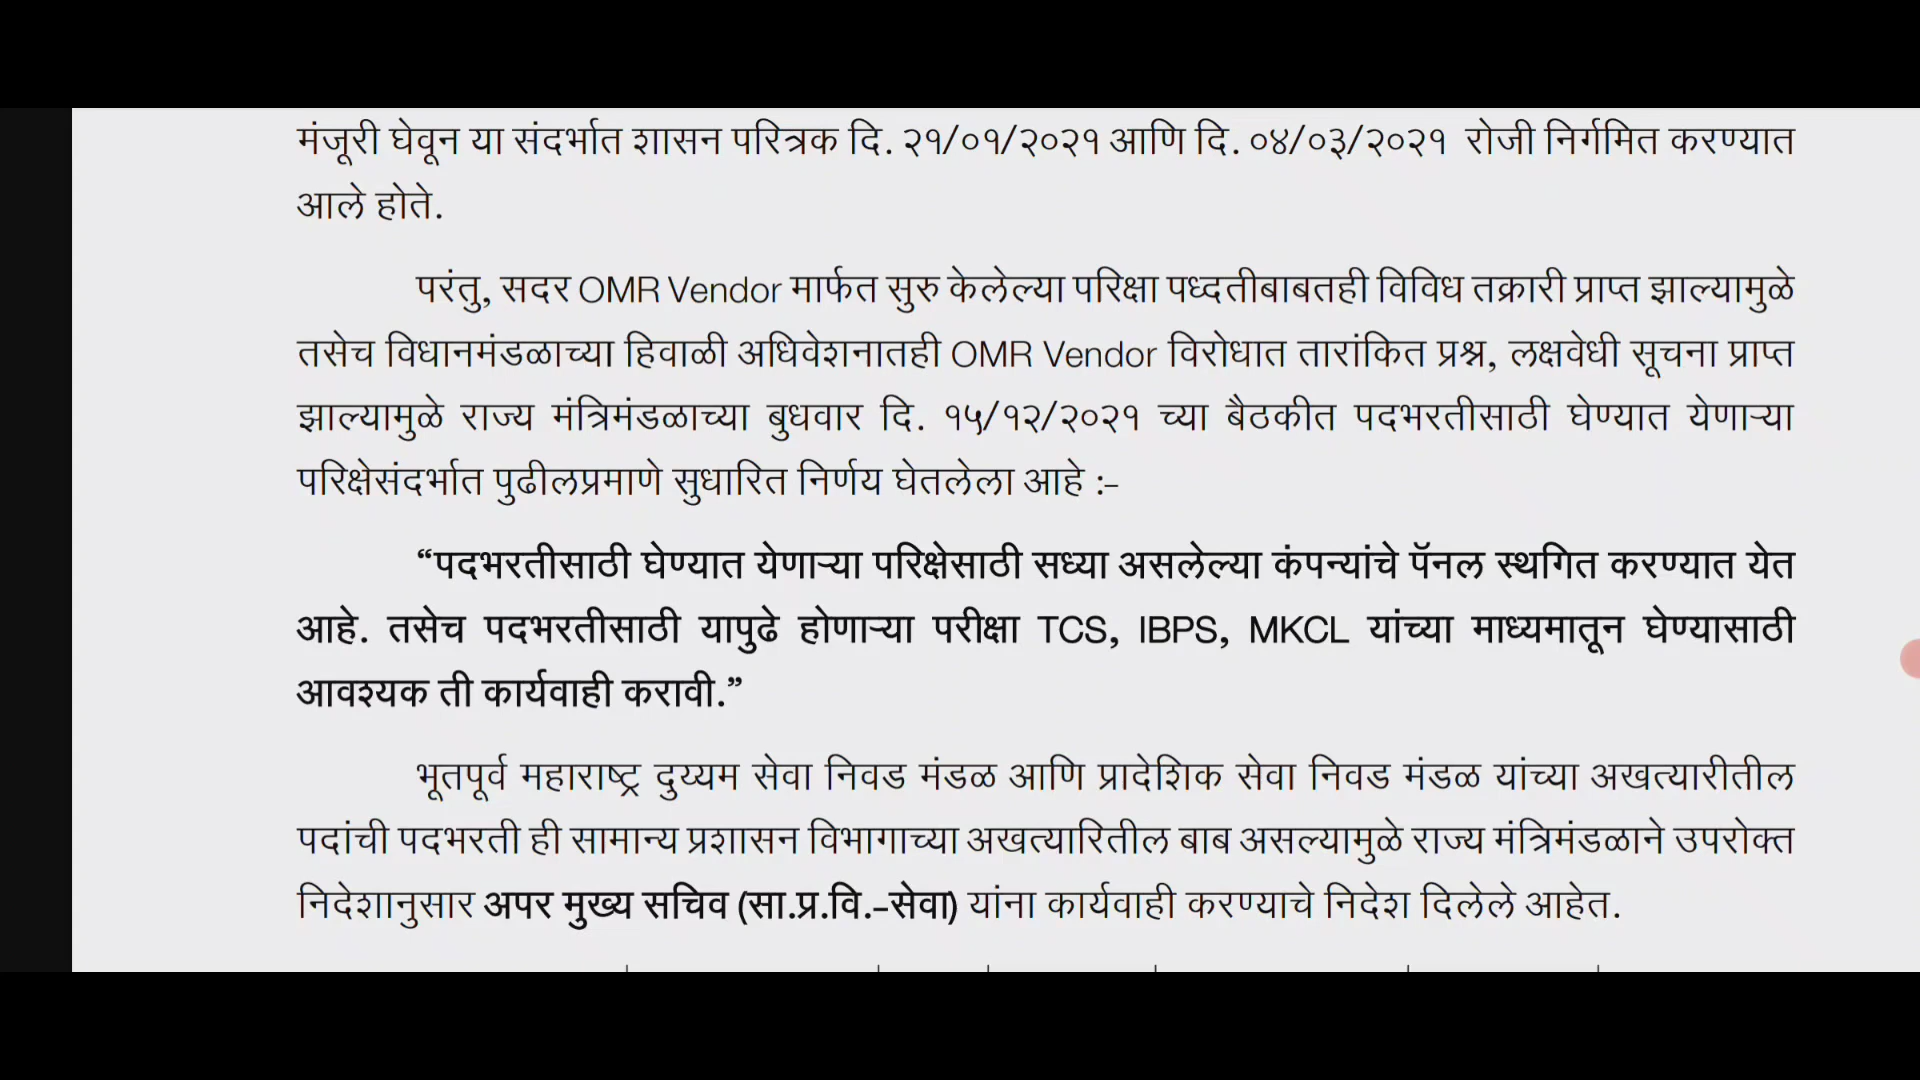 मंजूरी घेवून या संदर्भात शासन परित्रक दि. २१/०१/२०२१ आणि दि. ०४/०३/२०२१ रोजी निर्गमित करण्यात
आले होते.
परंतु, सदर OMR Vendor मार्फत सुरु केलेल्या परिक्षा पध्दतीबाबतही विविध तक्रारी प्राप्त झाल्यामुळे
तसेच विधानमंडळाच्या हिवाळी अधिवेशनातही OMR Vendor विरोधात तारांकित प्रश्न, लक्षवेधी सूचना प्राप्त
झाल्यामुळे राज्य मंत्रिमंडळाच्या बुधवार दि. १५/१२/२०२१ च्या बैठकीत पदभरतीसाठी घेण्यात येणाऱ्या
परिक्षेसंदर्भात पुढीलप्रमाणे सुधारित निर्णय घेतलेला आहे :-
“पदभरतीसाठी घेण्यात येणाऱ्या परिक्षेसाठी सध्या असलेल्या कंपन्यांचे पॅनल स्थगित करण्यात येत
आहे. तसेच पदभरतीसाठी यापुढे होणाऱ्या परीक्षा TCS, IBPS, MKCL यांच्या माध्यमातून घेण्यासाठी
आवश्यक ती कार्यवाही करावी.”
भूतपूर्व महाराष्ट्र दुय्यम सेवा निवड मंडळ आणि प्रादेशिक सेवा निवड मंडळ यांच्या अखत्यारीतील
पदांची पदभरती ही सामान्य प्रशासन विभागाच्या अखत्यारितील बाब असल्यामुळे राज्य मंत्रिमंडळाने उपरोक्त
निदेशानुसार अपर मुख्य सचिव (सा.प्र.वि.-सेवा) यांना कार्यवाही करण्याचे निदेश दिलेले आहेत.